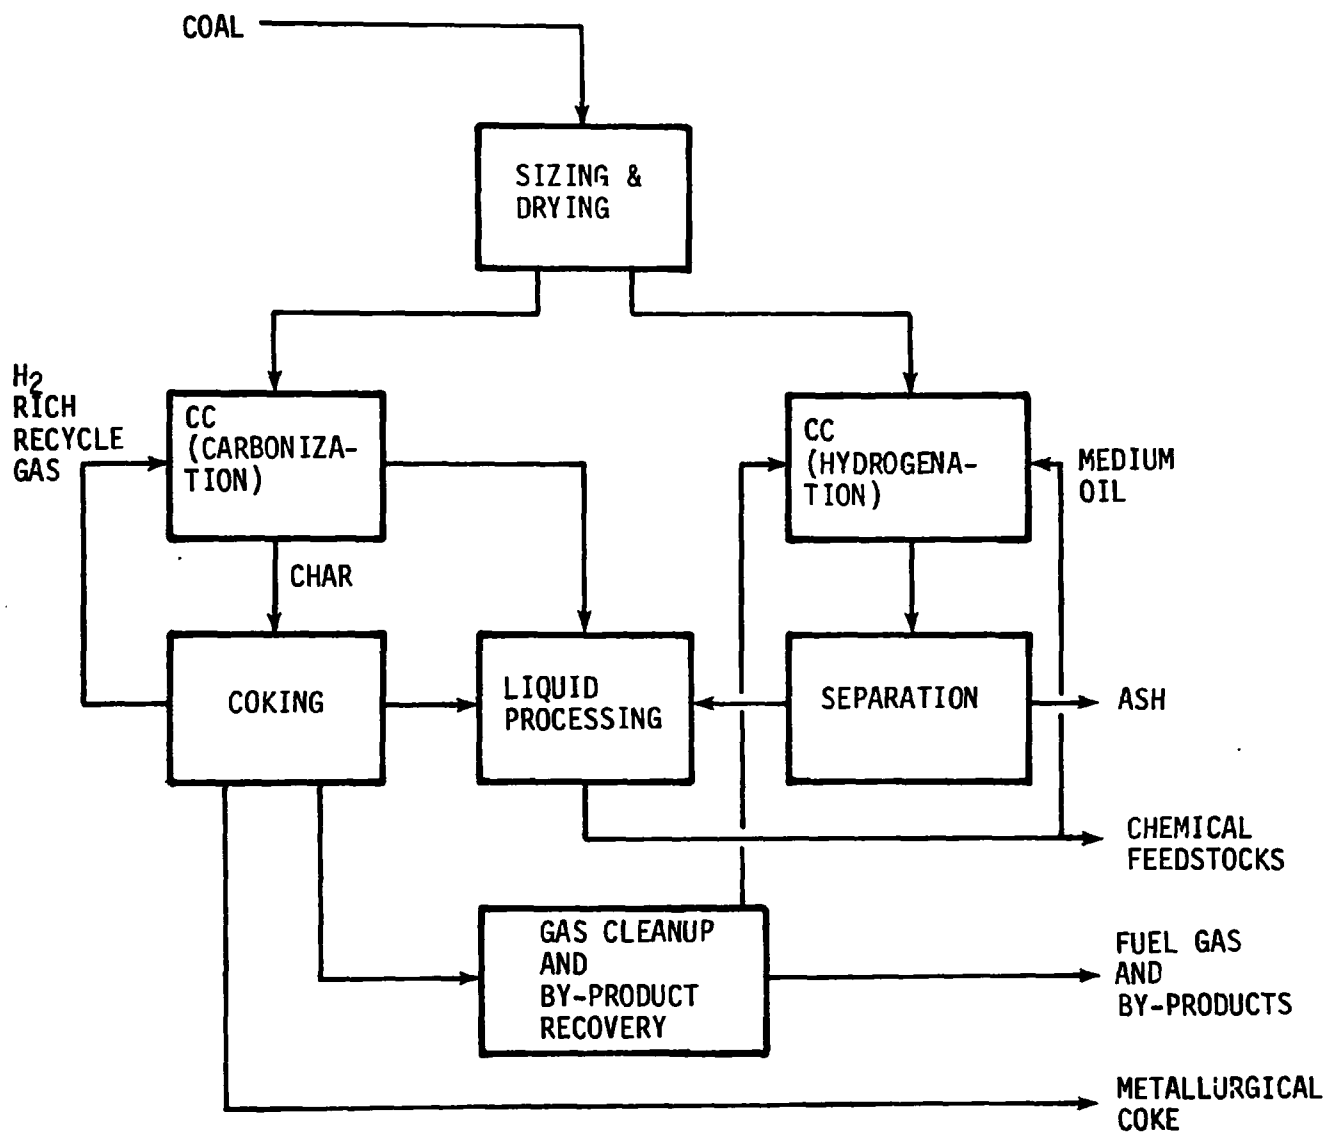 COAL
SIZING &
DRYING
H2
RICH
RECYCLE
GAS
CC
(CARBONIZA-
TION)
CC
(HYDROGENA-
TION)
MEDIUM
OIL
CHAR
COKING
LIQUID
PROCESSING
SEPARATION
ASH
CHEMICAL
FEEDSTOCKS
GAS CLEANUP
AND
BY-PRODUCT
RECOVERY
FUEL GAS
AND
BY-PRODUCTS
METALLURGICAL
COKE